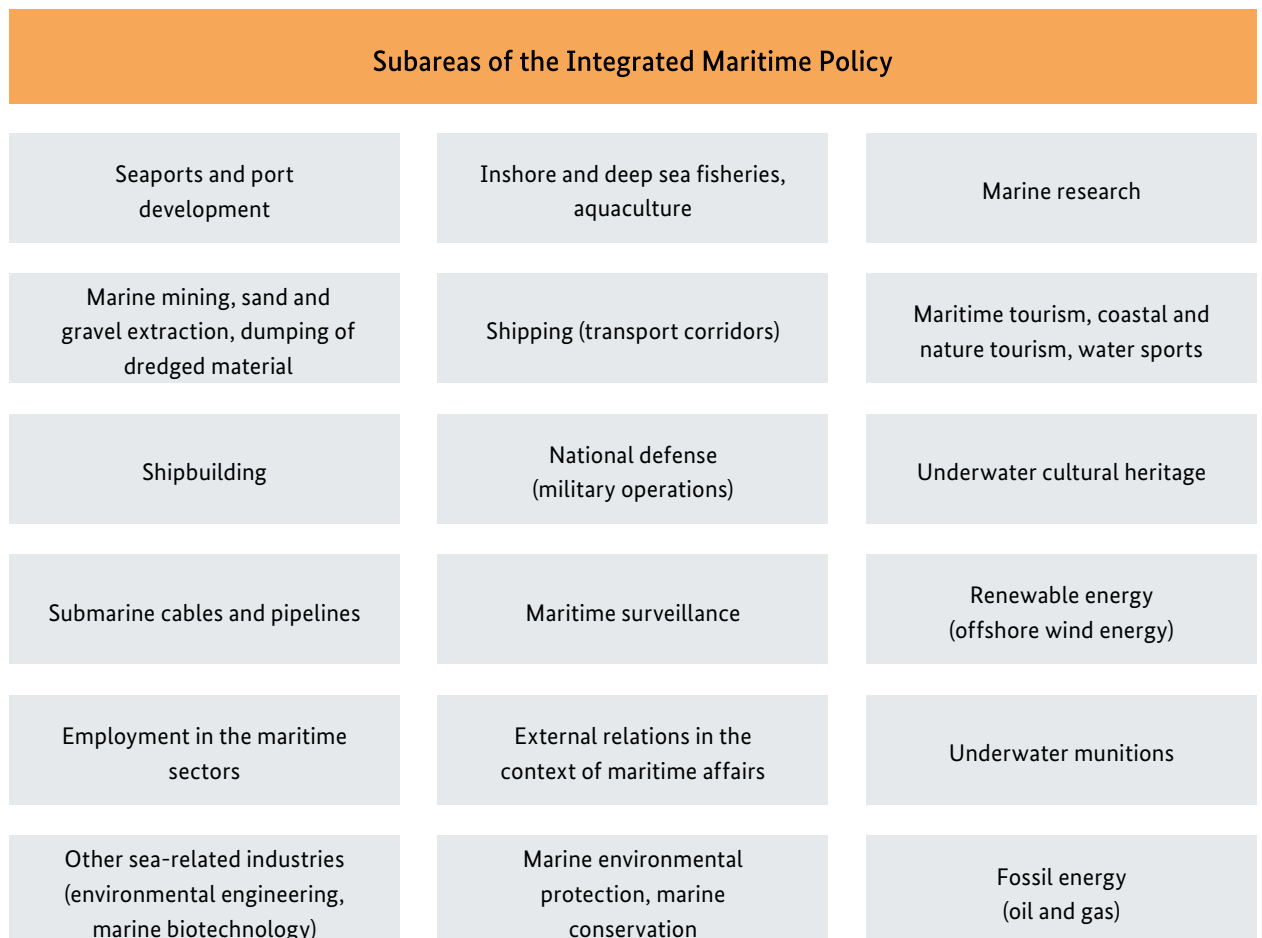 Subareas of the Integrated Maritime Policy
Seaports and port
development
Inshore and deep sea fisheries,
aquaculture
Marine research
Marine mining, sand and
gravel extraction, dumping of
dredged material
Shipping (transport corridors)
Maritime tourism, coastal and
nature tourism, water sports
Shipbuilding
National defense
(military operations)
Underwater cultural heritage
Submarine cables and pipelines
Maritime surveillance
Renewable energy
(offshore wind energy)
Employment in the maritime
sectors
External relations in the
context of maritime affairs
Underwater munitions
Other sea-related industries
(environmental engineering,
marine biotechnology)
Marine environmental
protection, marine
conservation
Fossil energy
(oil and gas)